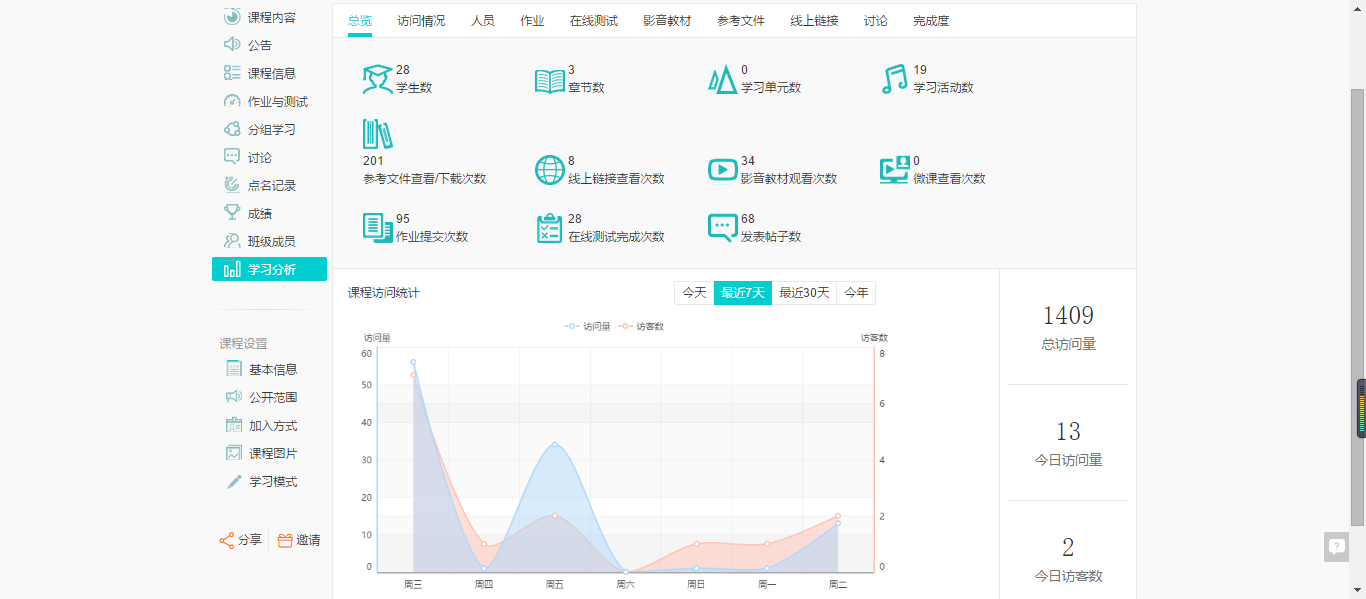 课程内容
公告
课程信息
作业与测试
分组学习
讨论
点名记录
成绩
班级成员
学习分析
课程设置
基本信息
公开范围
加入方式
课程图片
学习模式
分享 邀请
总览 访问情况 人员 作业 在线测试 影音教材 参考文件 线上链接 讨论 完成度
28
学生数
3
章节数
0
学习单元数
19
学习活动数
201
参考文件查看/下载次数
8
线上链接查看次数
34
影音教材观看次数
0
微课查看次数
95
作业提交次数
28
在线测试完成次数
68
发表帖子数
课程访问统计
今天 最近7天 最近30天 今年
访问量 访客数
访问量
访客数
60
50
40
30
20
10
0
8
6
4
2
0
周三 周四 周五 周六 周日 周一 周二
1409
总访问量
13
今日访问量
2
今日访客数
?